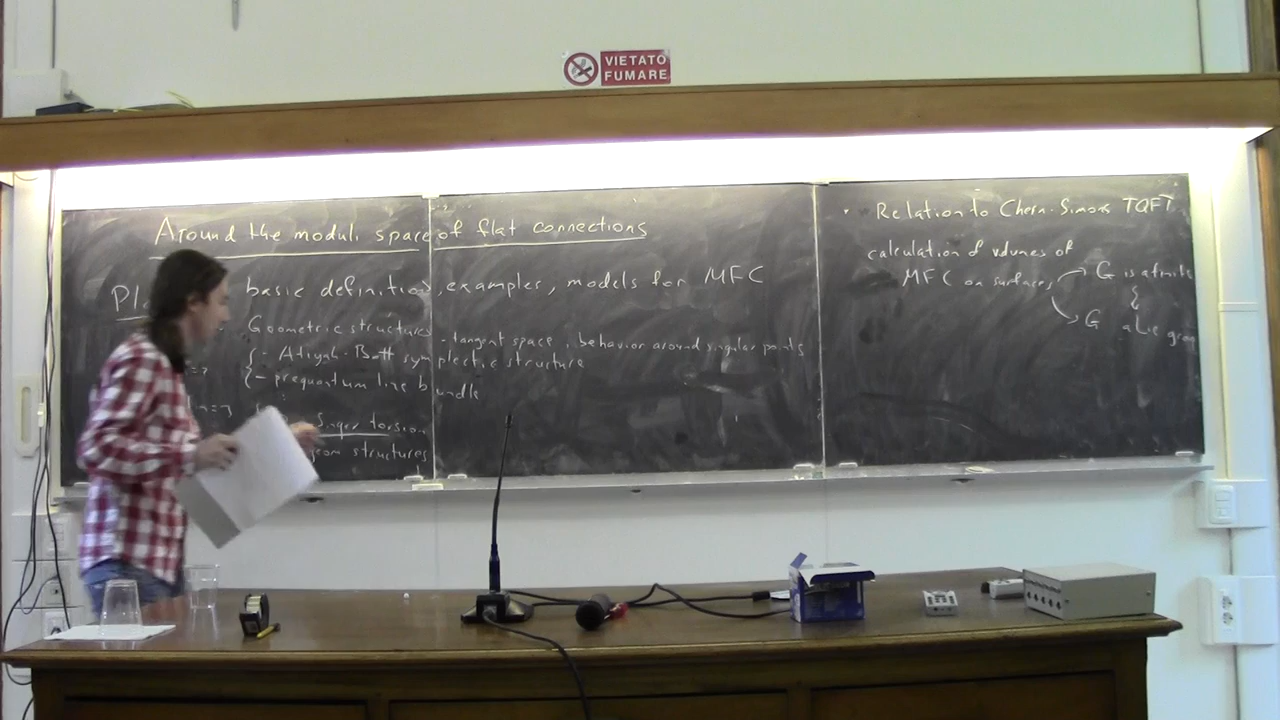 VIETATO
FUMARE
Around the moduli space of flat connections
basic definitions, examples, models for MFC
Geometric structures - tangent space, behavior around singular points
- Atiyah-Bott symplectic structure
- prequantum line bundle
Singer torsion
structures
Relation to Chern-Simons TQFT
calculation of volumes of
MFC on surfaces
G is a finite
G a Lie group